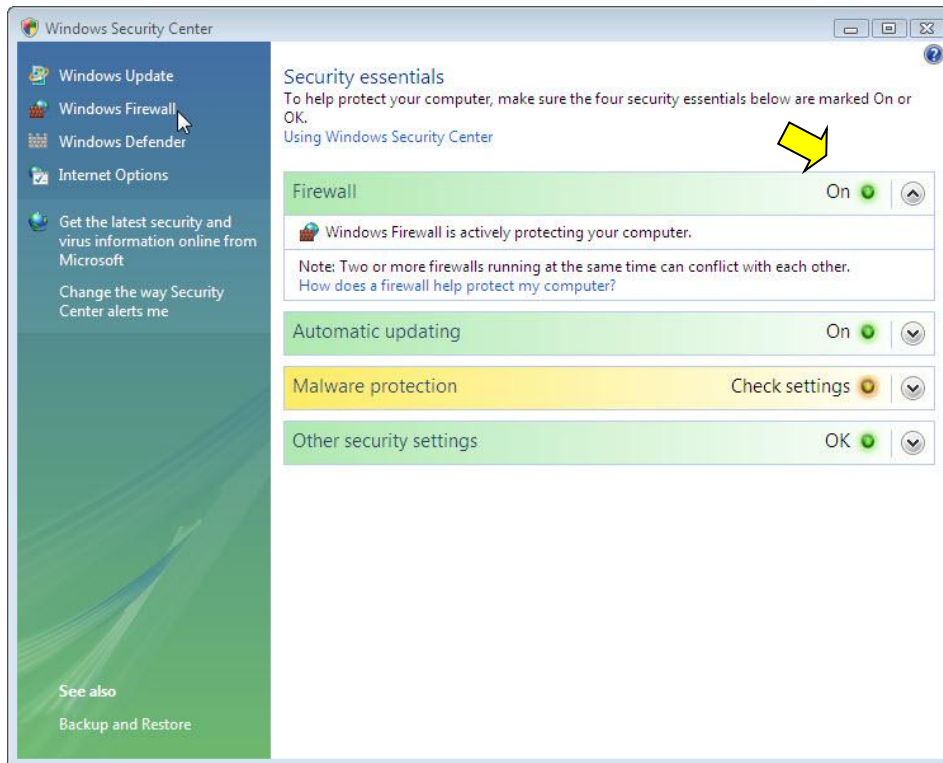 Windows Security Center
Windows Update
Windows Firewall
Windows Defender
Internet Options
Get the latest security and
virus information online from
Microsoft
Change the way Security
Center alerts me
See also
Backup and Restore
Security essentials
To help protect your computer, make sure the four security essentials below are marked On or
OK.
Using Windows Security Center
Firewall On
Windows Firewall is actively protecting your computer.
Note: Two or more firewalls running at the same time can conflict with each other.
How does a firewall help protect my computer?
Automatic updating On
Malware protection Check settings
Other security settings OK